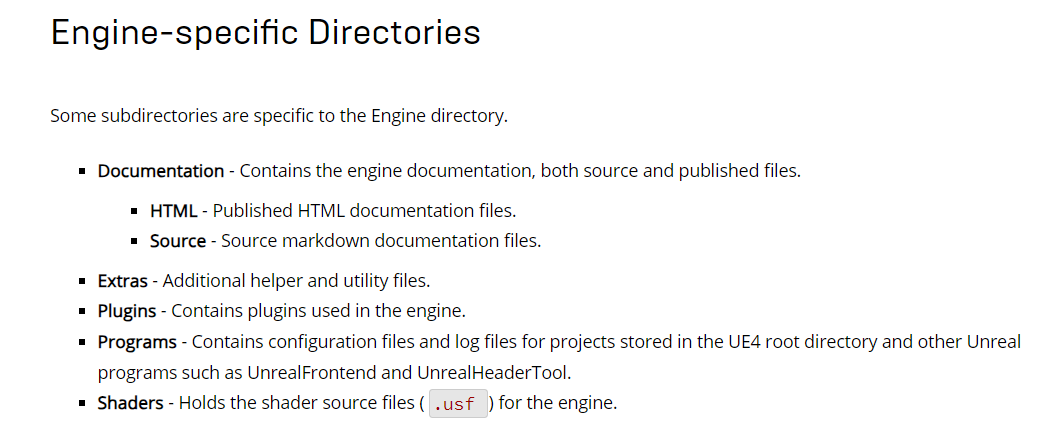 Engine-specific Directories
Some subdirectories are specific to the Engine directory.
▪ Documentation - Contains the engine documentation, both source and published files.
▪ HTML - Published HTML documentation files.
▪ Source - Source markdown documentation files.
▪ Extras - Additional helper and utility files.
▪ Plugins - Contains plugins used in the engine.
▪ Programs - Contains configuration files and log files for projects stored in the UE4 root directory and other Unreal
programs such as UnrealFrontend and UnrealHeaderTool.
▪ Shaders - Holds the shader source files ( .usf ) for the engine.